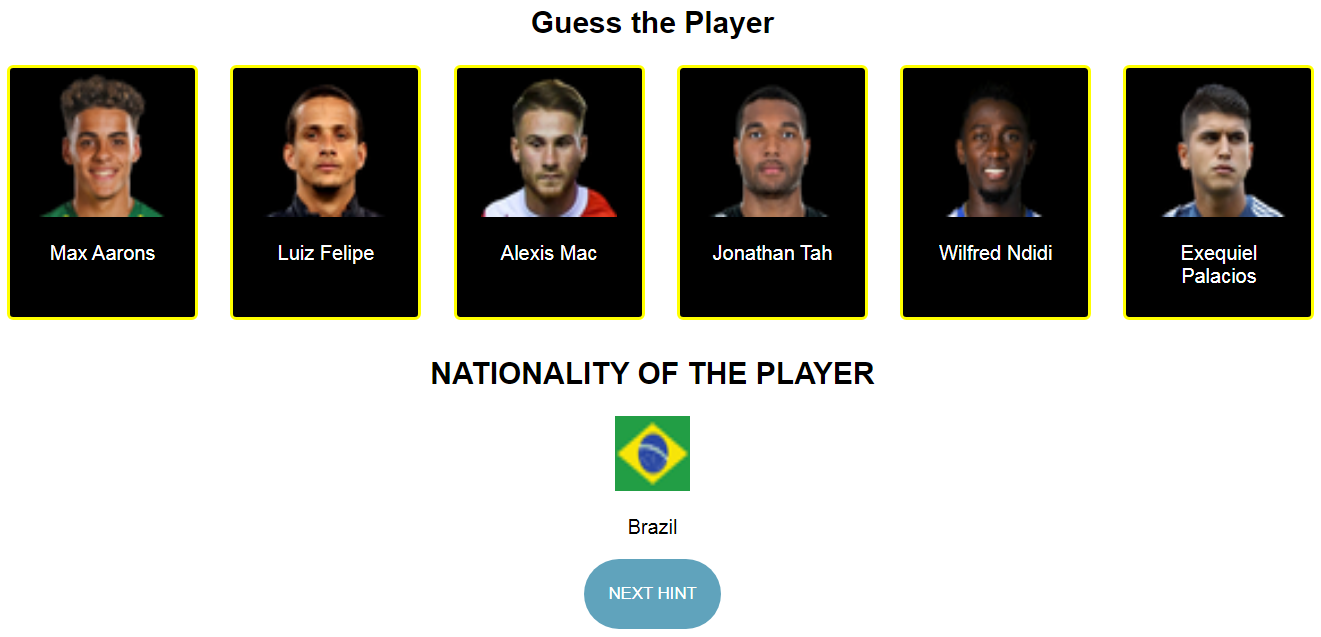 Guess the Player
Max Aarons
Luiz Felipe
Alexis Mac
Jonathan Tah
Wilfred Ndidi
Exequiel
Palacios
NATIONALITY OF THE PLAYER
Brazil
NEXT HINT